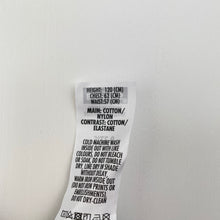 HEIGHT: 120 (CM)
CHEST: 63 (CM)
WAIST: 57 (CM)
MAIN: COTTON/
NYLON
CONTRAST: COTTON/
ELASTANE
COLD MACHINE WASH
INSIDE OUT WITH LIKE
COLOURS, DO NOT BLEACH
OR SOAK, DO NOT TUMBLE
DRY, LINE DRY IN SHADE
WITHOUT DELAY
WARM IRON INSIDE OUT
(DO NOT IRON PRINTS OR
EMBELLISHMENTS)
DO NOT DRY-CLEAN